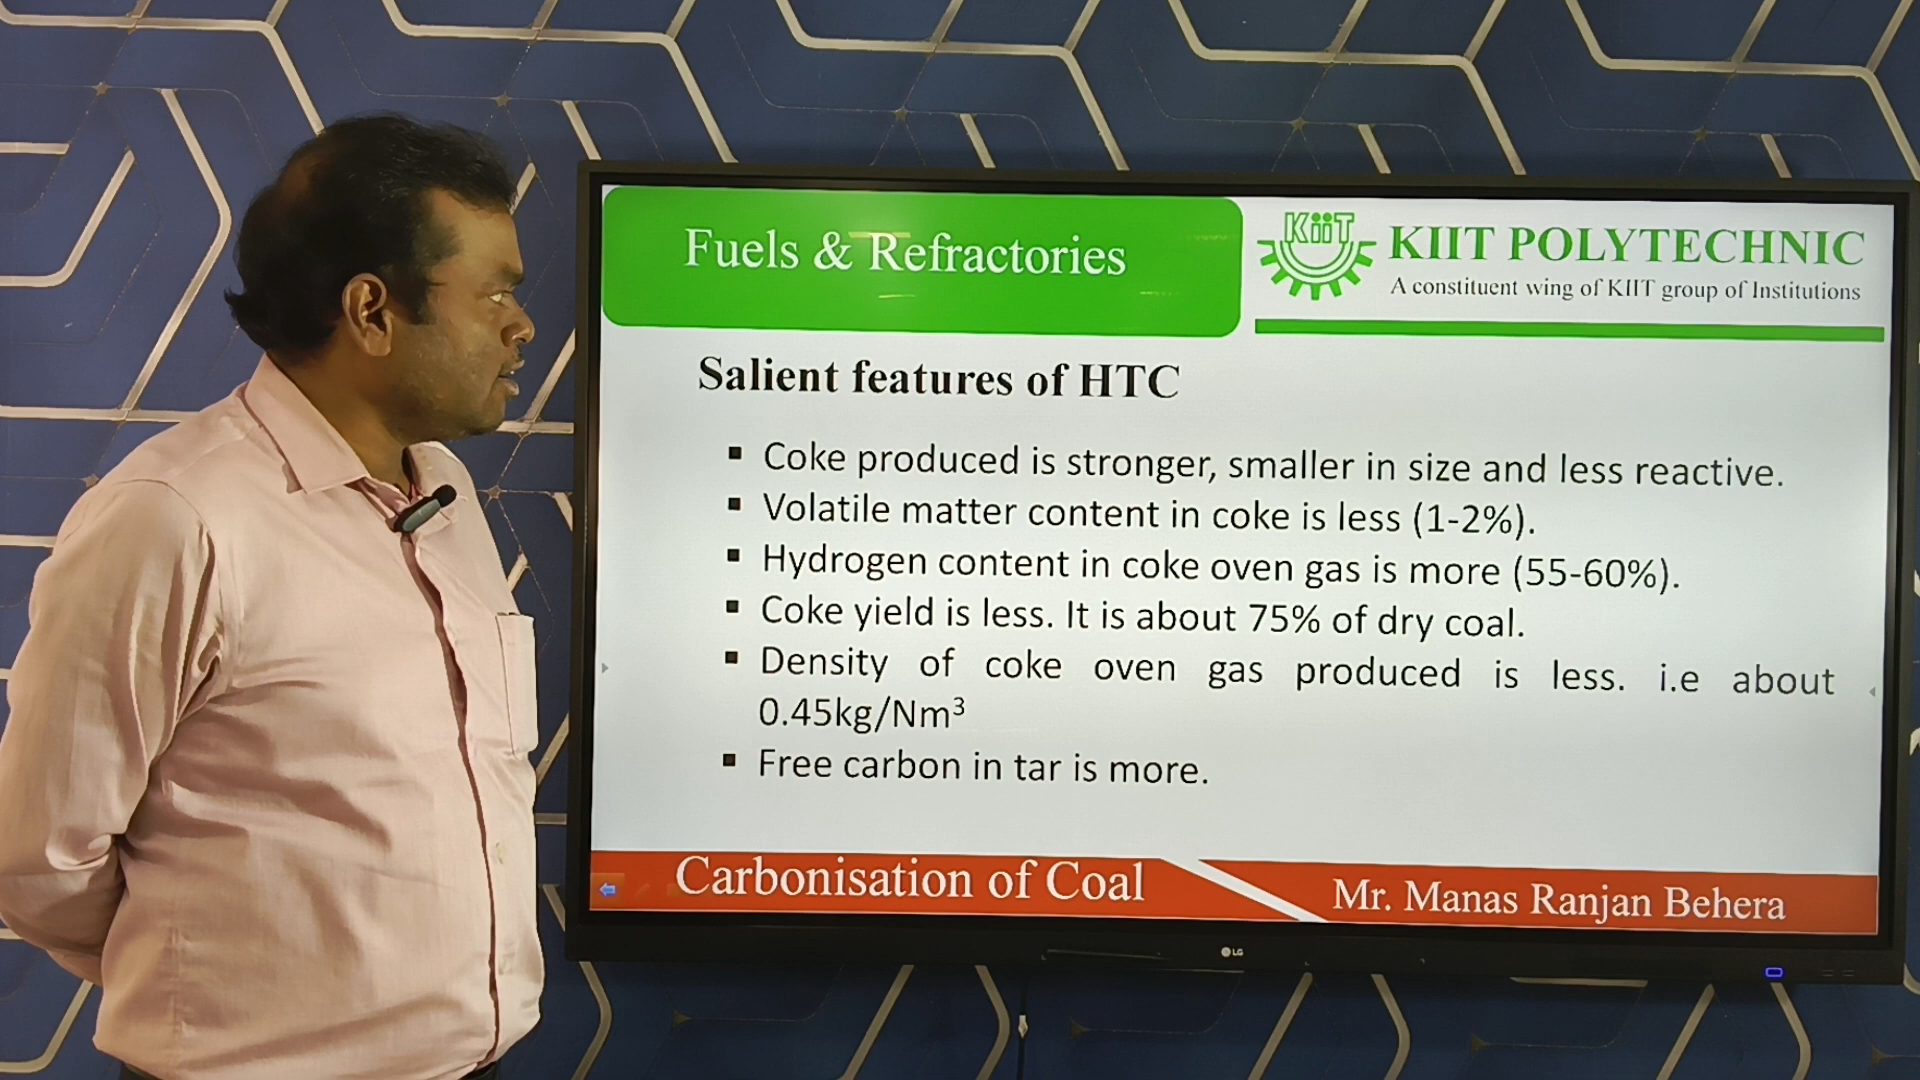 Fuels & Refractories
KiiT
KIIT POLYTECHNIC
A constituent wing of KIIT group of Institutions
Salient features of HTC
▪ Coke produced is stronger, smaller in size and less reactive.
▪ Volatile matter content in coke is less (1-2%).
▪ Hydrogen content in coke oven gas is more (55-60%).
▪ Coke yield is less. It is about 75% of dry coal.
▪ Density of coke oven gas produced is less. i.e about
0.45kg/Nm³
▪ Free carbon in tar is more.
Carbonisation of Coal
Mr. Manas Ranjan Behera
LG